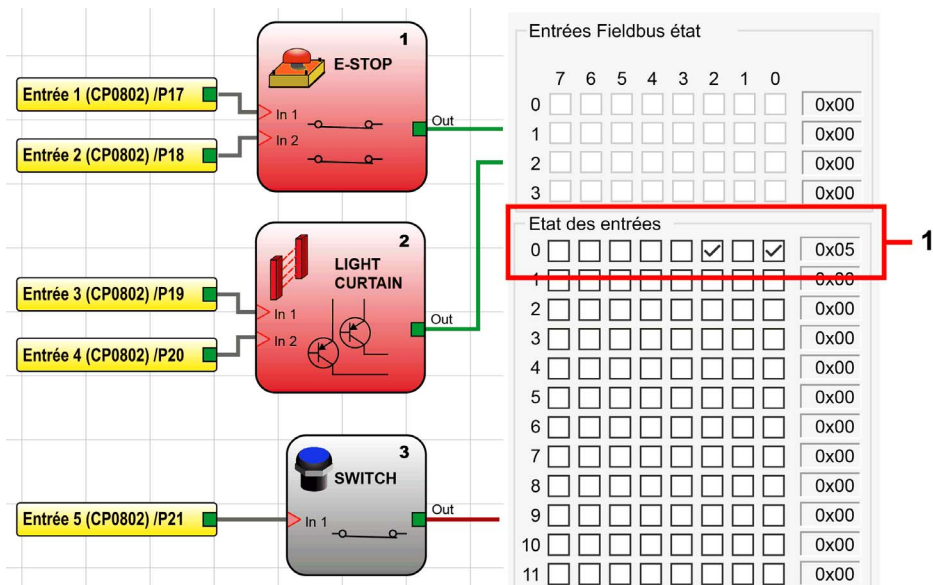 1
E-STOP
Entrée 1 (CP0802) /P17
In 1
Out
In 2
Entrée 2 (CP0802) /P18
2
LIGHT
CURTAIN
Entrée 3 (CP0802) /P19
In 1
Out
In 2
Entrée 4 (CP0802) /P20
3
SWITCH
Entrée 5 (CP0802) /P21
In 1
Out
Entrées Fieldbus état
7 6 5 4 3 2 1 0
0 0x00
1 0x00
2 0x00
3 0x00
Etat des entrées
0 0x05
1 0x00
2 0x00
3 0x00
4 0x00
5 0x00
6 0x00
7 0x00
8 0x00
9 0x00
10 0x00
11 0x00
1